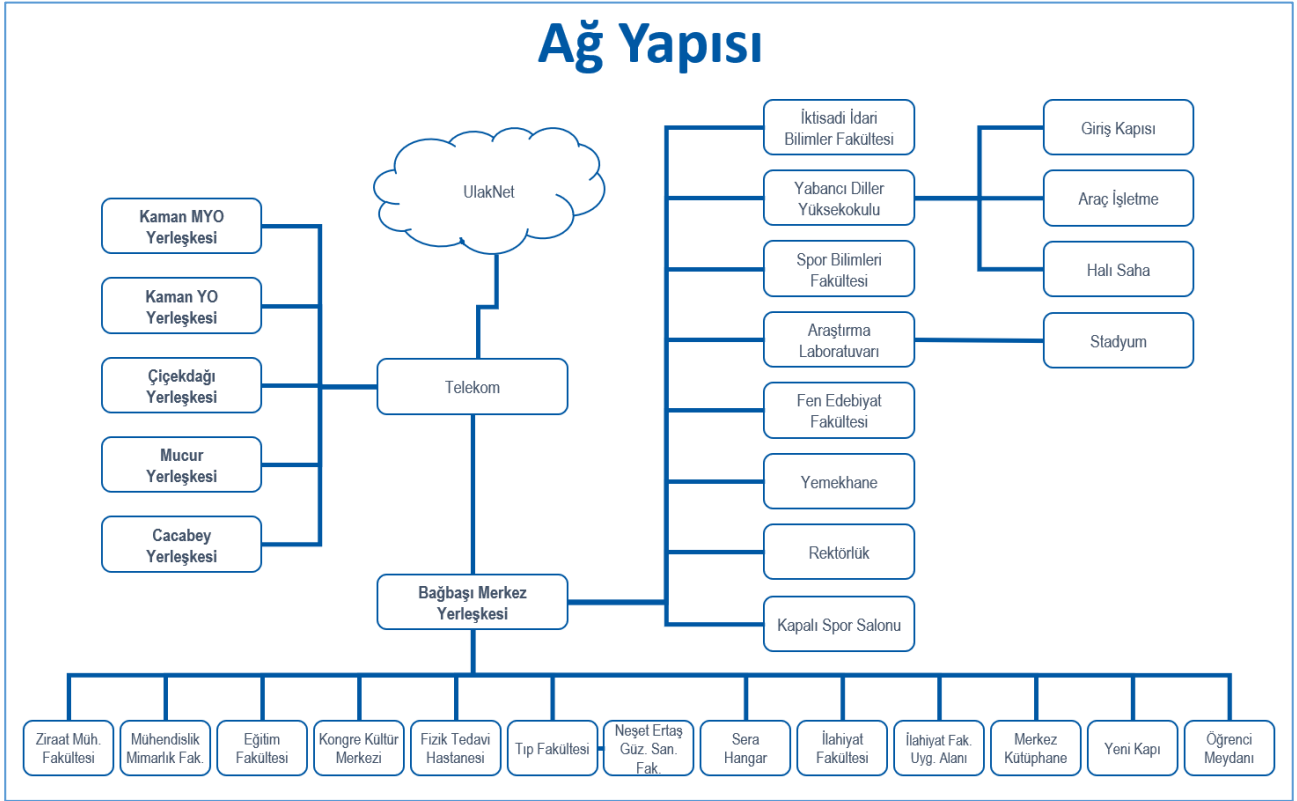 Ağ Yapısı
UlakNet
Kaman MYO
Yerleşkesi
Kaman YO
Yerleşkesi
Çiçekdağı
Yerleşkesi
Mucur
Yerleşkesi
Cacabey
Yerleşkesi
Telekom
Bağbaşı Merkez
Yerleşkesi
İktisadi İdari
Bilimler Fakültesi
Yabancı Diller
Yüksekokulu
Spor Bilimleri
Fakültesi
Araştırma
Laboratuvarı
Fen Edebiyat
Fakültesi
Yemekhane
Rektörlük
Kapalı Spor Salonu
Giriş Kapısı
Araç İşletme
Halı Saha
Stadyum
Ziraat Müh.
Fakültesi
Mühendislik
Mimarlık Fak.
Eğitim
Fakültesi
Kongre Kültür
Merkezi
Fizik Tedavi
Hastanesi
Tıp Fakültesi
Neşet Ertaş
Güz. San.
Fak.
Sera
Hangar
İlahiyat
Fakültesi
İlahiyat Fak.
Uyg. Alanı
Merkez
Kütüphane
Yeni Kapı
Öğrenci
Meydanı